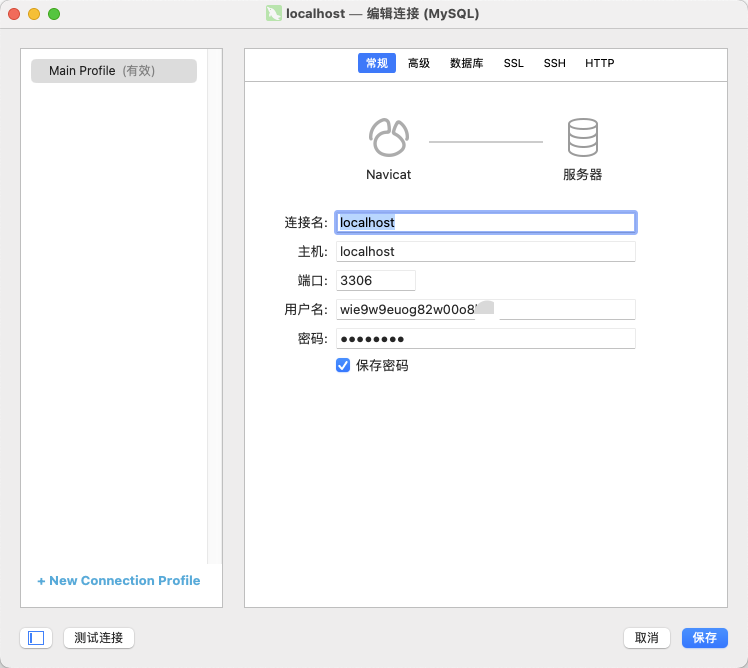 localhost — 编辑连接 (MySQL)
Main Profile (有效)
常规 高级 数据库 SSL SSH HTTP
Navicat
服务器
连接名: localhost
主机: localhost
端口: 3306
用户名: wie9w9euog82w00o8
密码: ●●●●●●●●
保存密码
+ New Connection Profile
测试连接
取消
保存